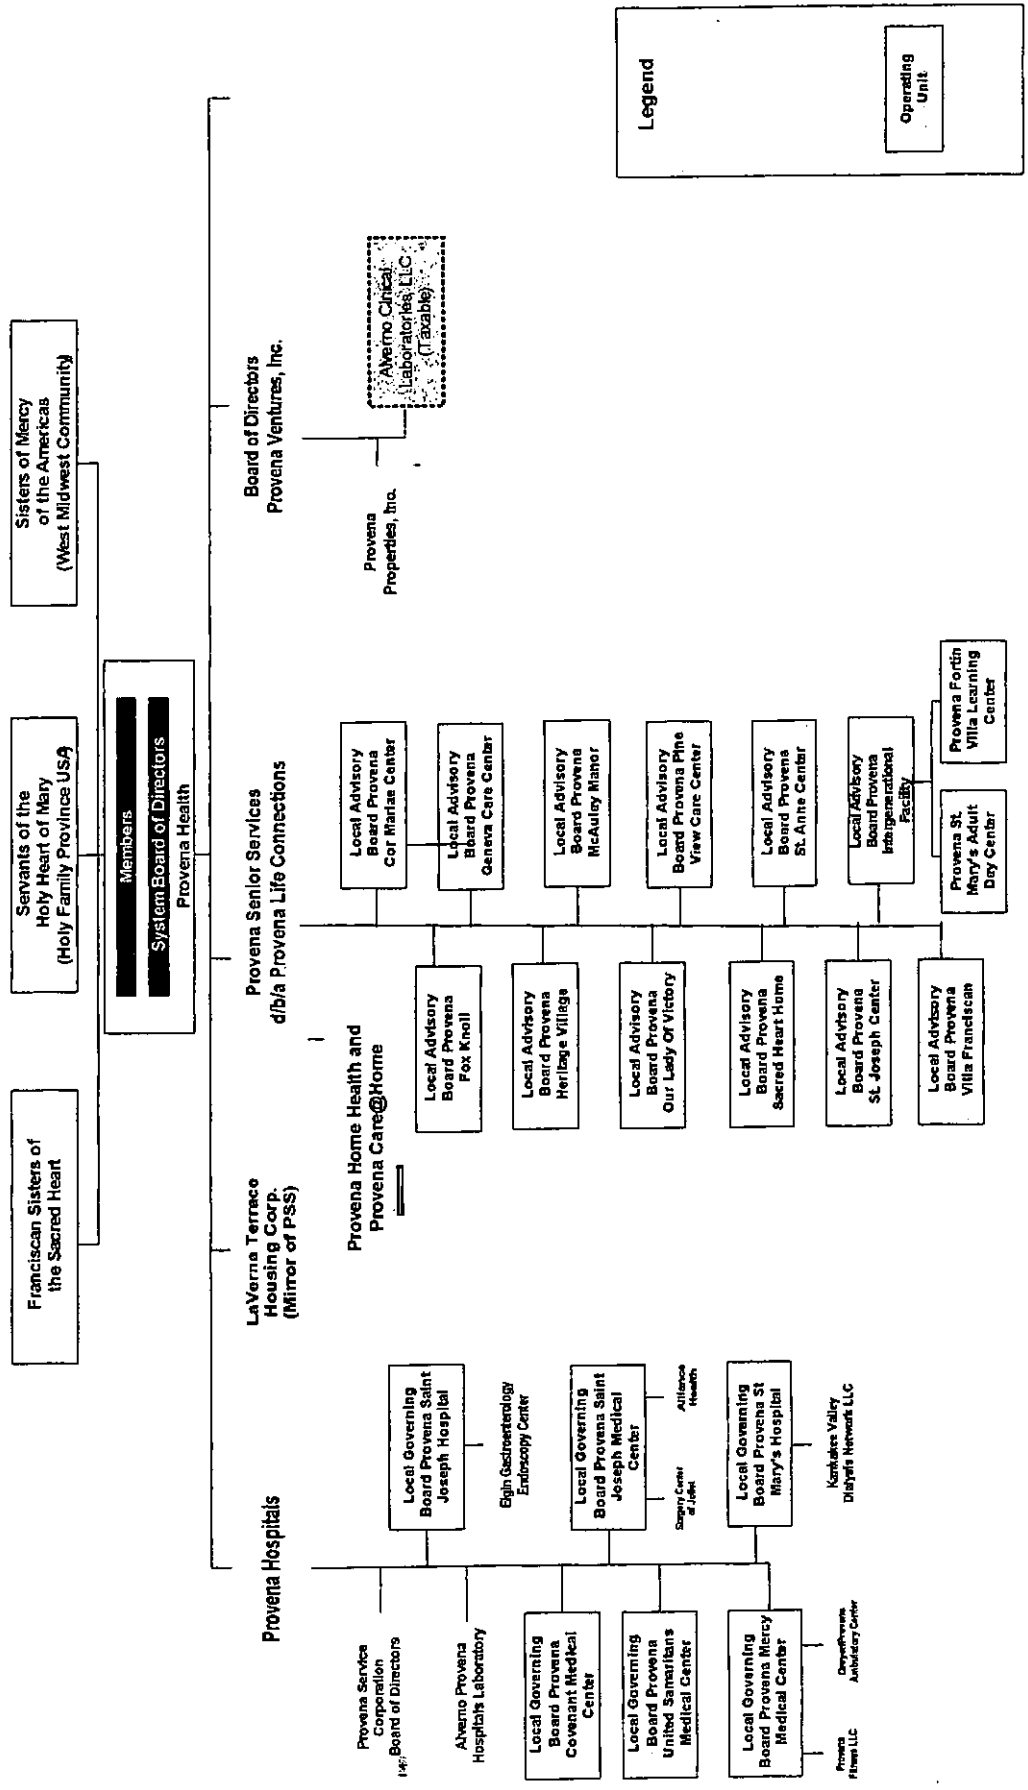 Franciscan Sisters of
the Sacred Heart
Servants of the
Holy Heart of Mary
(Holy Family Province USA)
Sisters of Mercy
of the Americas
(West Midwest Community)
Members
System Board of Directors
Provena Health
Provena Hospitals
LaVerna Terrace
Housing Corp.
(Mirror of PSS)
Provena Senior Services
d/b/a Provena Life Connections
Board of Directors
Provena Ventures, Inc.
Provena Service
Corporation
Board of Directors
Alverno Provena
Hospitals Laboratory
Local Governing
Board Provena
Covenant Medical
Center
Local Governing
Board Provena
United Samaritans
Medical Center
Local Governing
Board Provena Mercy
Medical Center
Provena
Fitness LLC
Ambulatory Center
Local Governing
Board Provena Saint
Joseph Hospital
Elgin Gastroenterology
Endoscopy Center
Local Governing
Board Provena Saint
Joseph Medical
Center
Surgery Center
of Joliet
Alliance
Health
Local Governing
Board Provena St
Mary's Hospital
Kankakee Valley
Dialysis Network LLC
Provena Home Health and
Provena Care@Home
Local Advisory
Board Provena
Fox Knoll
Local Advisory
Board Provena
Heritage Village
Local Advisory
Board Provena
Our Lady Of Victory
Local Advisory
Board Provena
Sacred Heart Home
Local Advisory
Board Provena
St. Joseph Center
Local Advisory
Board Provena
Villa Franciscan
Local Advisory
Board Provena
Cor Mariae Center
Local Advisory
Board Provena
Geneva Care Center
Local Advisory
Board Provena
McAuley Manor
Local Advisory
Board Provena Pine
View Care Center
Local Advisory
Board Provena
St. Anne Center
Local Advisory
Board Provena
Intergenerational
Facility
Provena St.
Mary's Adult
Day Center
Provena Fortin
Villa Learning
Center
Provena
Properties, Inc.
Alverno Clinical
Laboratories, LLC
(Taxable)
Legend
Operating
Unit